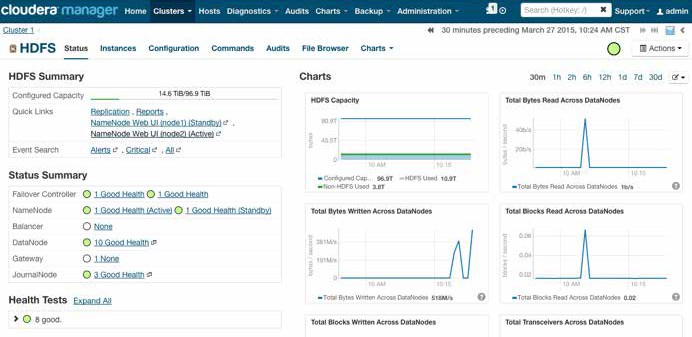 cloudera manager Home Clusters Hosts Diagnostics Audits Charts Backup Administration 1 Search (Hotkey: /) Support admin
Cluster 1
30 minutes preceding March 27 2015, 10:24 AM CST
HDFS Status Instances Configuration Commands Audits File Browser Charts Actions
HDFS Summary
Configured Capacity 14.6 TiB/96.9 TiB
Quick Links Replication , Reports ,
NameNode Web UI (node1) (Standby) ,
NameNode Web UI (node2) (Active)
Event Search Alerts , Critical , All
Status Summary
Failover Controller 1 Good Health 1 Good Health
NameNode 1 Good Health (Active) 1 Good Health (Standby)
Balancer None
DataNode 10 Good Health
Gateway 1 None
JournalNode 3 Good Health
Health Tests Expand All
8 good.
Charts
30m 1h 2h 6h 12h 1d 7d 30d
HDFS Capacity
bytes
90.9T
45.5T
0
10 AM 10:15
Configured Cap... 96.9T HDFS Used 10.9T
Non-HDFS Used 3.8T
Total Bytes Read Across DataNodes
bytes / second
40b/s
20b/s
10 AM 10:15
Total Bytes Read Across DataNodes 1b/s
Total Bytes Written Across DataNodes
bytes / second
381M/s
191M/s
0
10 AM 10:15
Total Bytes Written Across DataNodes 518M/s
Total Blocks Read Across DataNodes
blocks / second
0.06
0.04
0.02
10 AM 10:15
Total Blocks Read Across DataNodes 0.02
Total Blocks Written Across DataNodes
Total Transceivers Across DataNodes